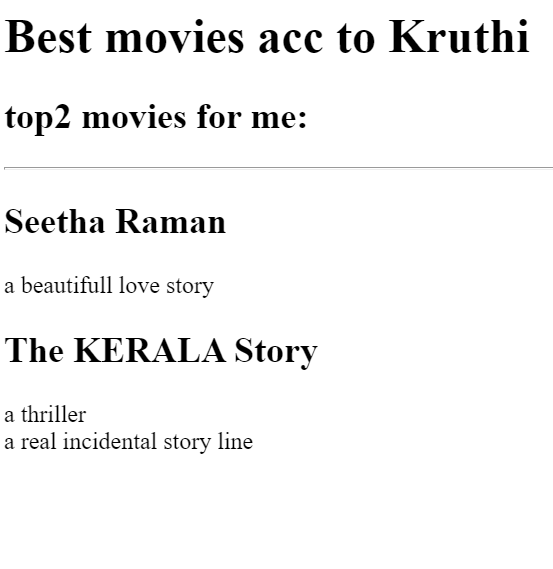 Best movies acc to Kruthi
top2 movies for me:
Seetha Raman
a beautifull love story
The KERALA Story
a thriller
a real incidental story line